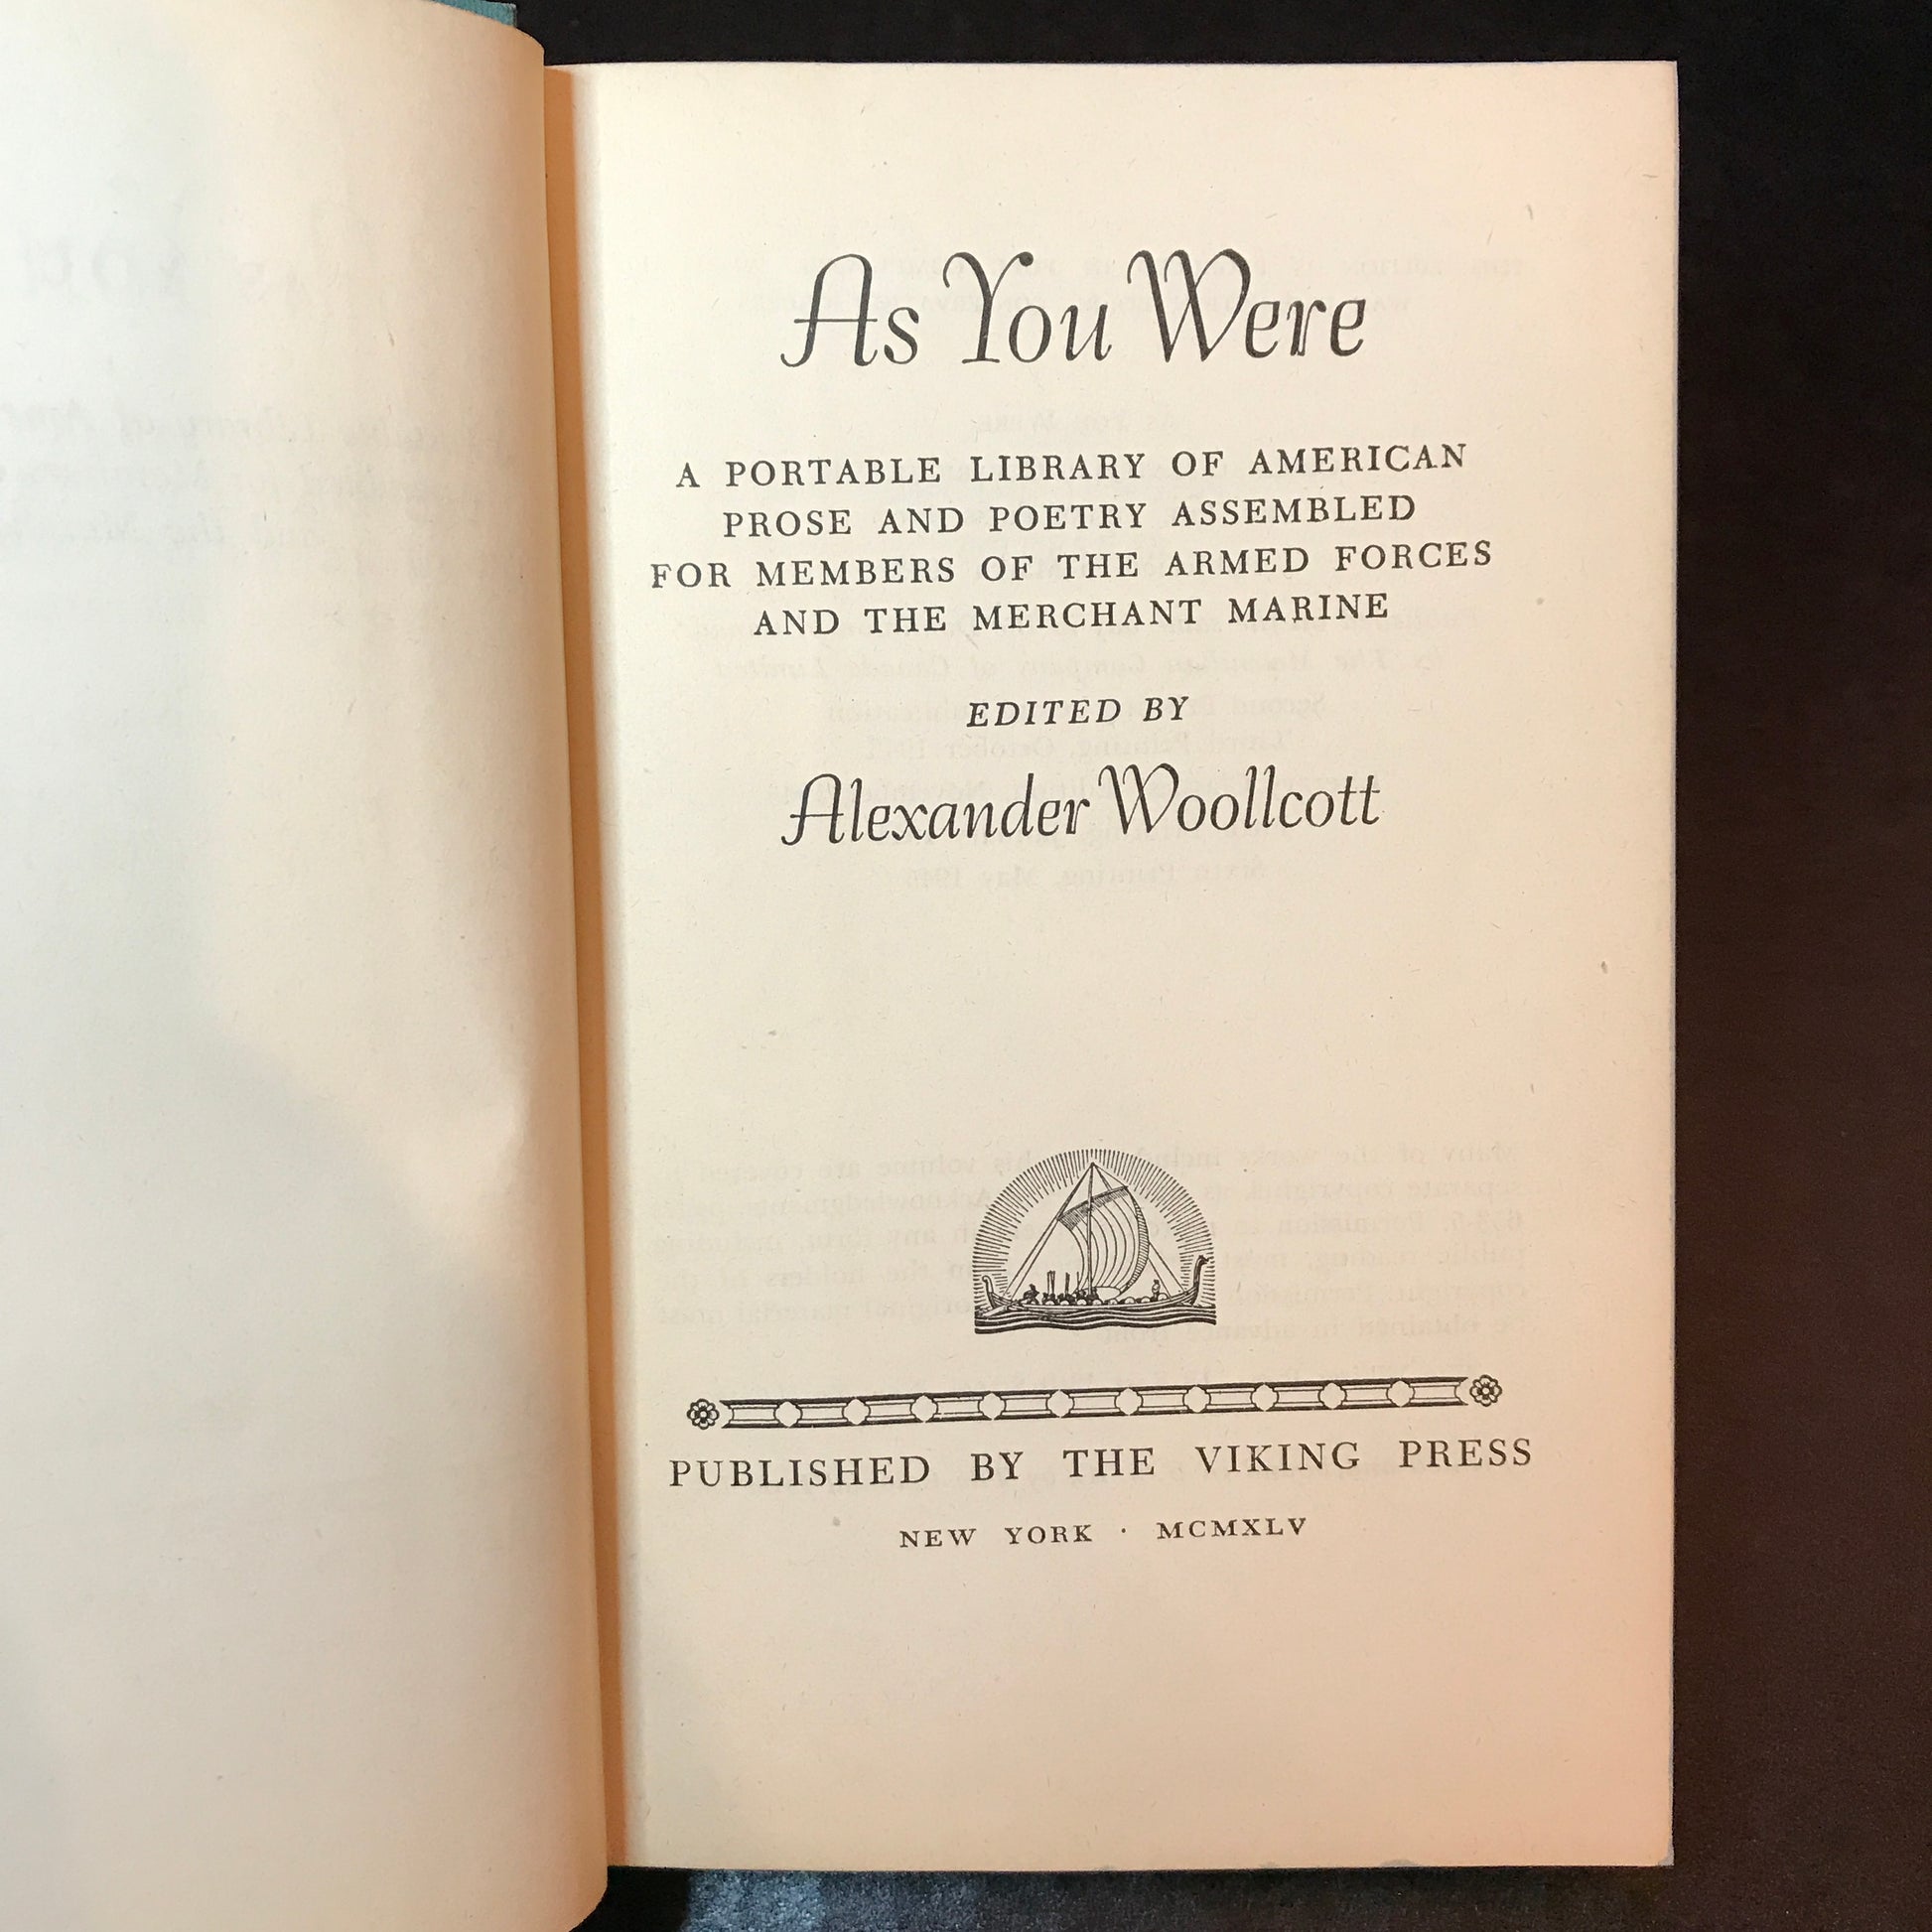 As You Were
A PORTABLE LIBRARY OF AMERICAN
PROSE AND POETRY ASSEMBLED
FOR MEMBERS OF THE ARMED FORCES
AND THE MERCHANT MARINE
EDITED BY
Alexander Woollcott
PUBLISHED BY THE VIKING PRESS
NEW YORK · MCMXLV